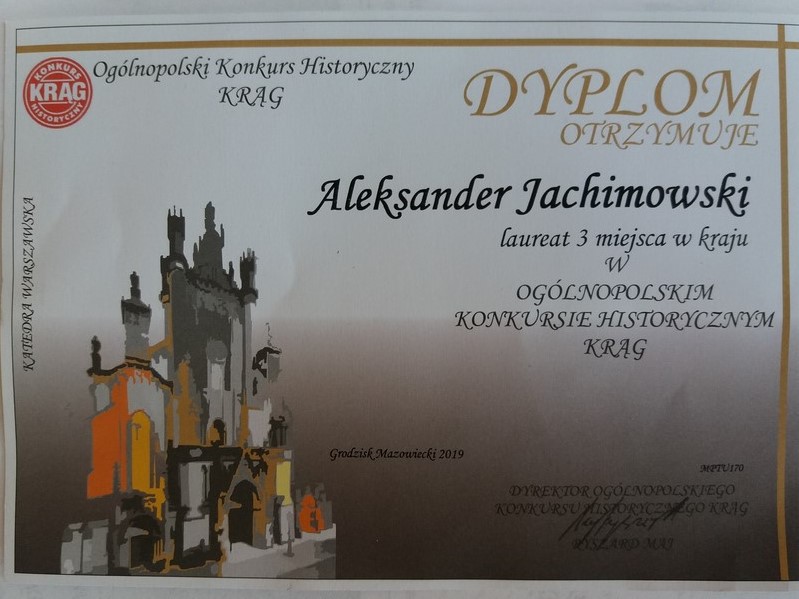 KONKURS
KRĄG
HISTORYCZNY
Ogólnopolski Konkurs Historyczny
KRĄG
DYPLOM
OTRZYMUJE
Aleksander Jachimowski
laureat 3 miejsca w kraju
W
OGÓLNOPOLSKIM
KONKURSIE HISTORYCZNYM
KRĄG
KATEDRA WARSZAWSKA
Grodzisk Mazowiecki 2019
MPTU170
DYREKTOR OGÓLNOPOLSKIEGO
KONKURSU HISTORYCZNEGO KRĄG
RYSZARD MAJ